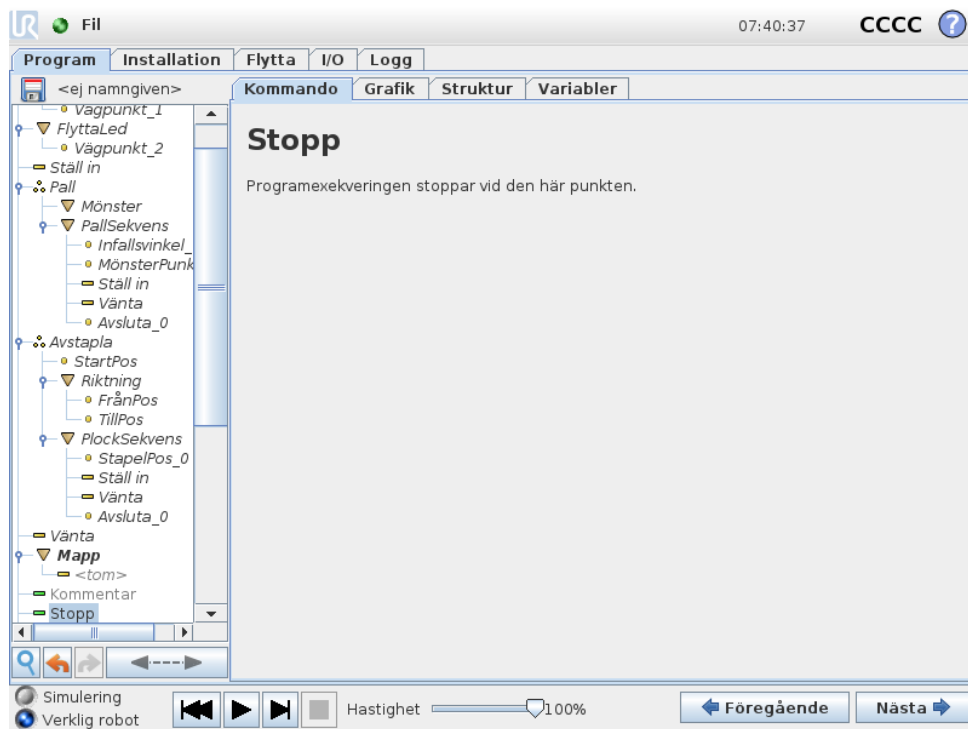 UR Fil 07:40:37 CCCC ?
Program Installation Flytta I/O Logg
<ej namngiven>
Kommando Grafik Struktur Variabler
Vägpunkt_1
FlyttaLed
Vägpunkt_2
Ställ in
Pall
Mönster
PallSekvens
Infallsvinkel_
MönsterPunk
Ställ in
Vänta
Avsluta_0
Avstapla
StartPos
Riktning
FrånPos
TillPos
PlockSekvens
StapelPos_0
Ställ in
Vänta
Avsluta_0
Vänta
Mapp
<tom>
Kommentar
Stopp
Stopp
Programexekveringen stoppar vid den här punkten.
Simulering
Verklig robot
Hastighet 100%
Föregående Nästa